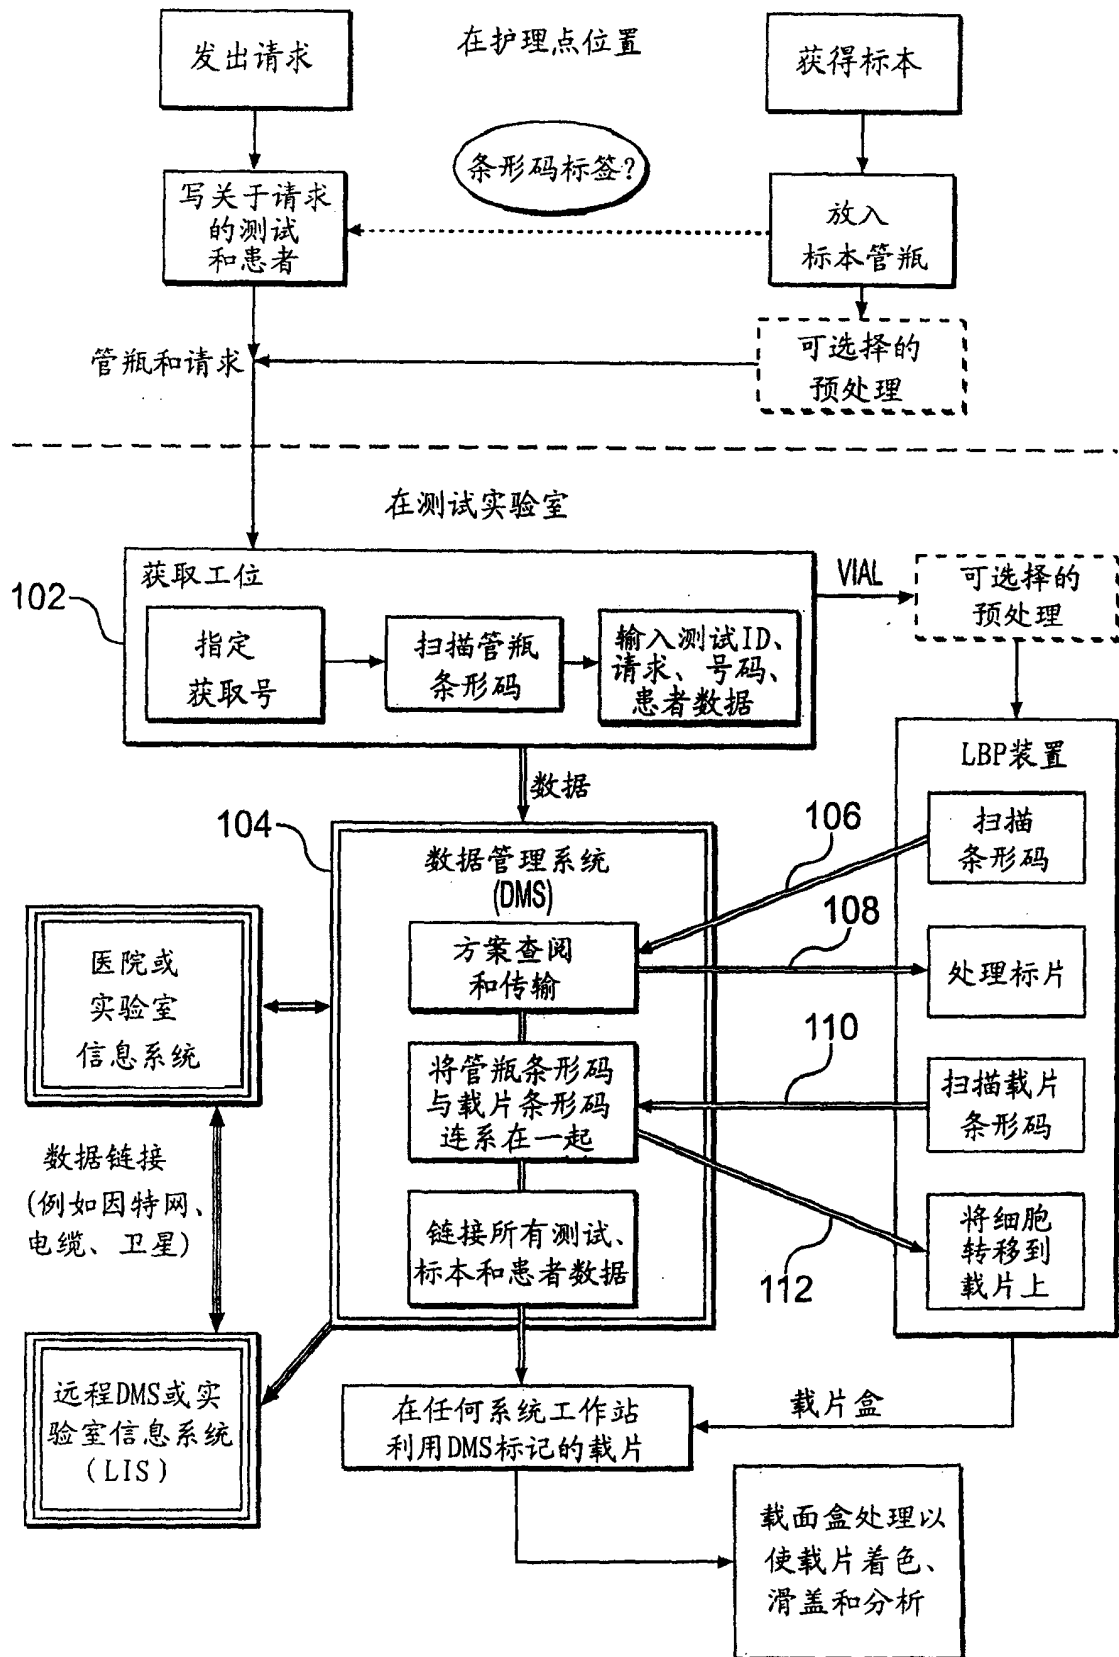 发出请求
在护理点位置
获得标本
条形码标签?
写关于请求
的测试
和患者
放入
标本管瓶
管瓶和请求
可选择的
预处理
在测试实验室
102
获取工位
指定
获取号
扫描管瓶
条形码
输入测试ID、
请求、号码、
患者数据
VIAL
可选择的
预处理
数据
LBP装置
扫描
条形码
104
数据管理系统
(DMS)
106
方案查阅
和传输
108
处理标片
医院或
实验室
信息系统
110
将管瓶条形码
与载片条形码
连系在一起
扫描载片
条形码
数据链接
(例如因特网、
电缆、卫星)
链接所有测试、
标本和患者数据
112
将细胞
转移到
载片上
远程DMS或实
验室信息系统
(LIS)
在任何系统工作站
利用DMS标记的载片
载片盒
载面盒处理以
使载片着色、
滑盖和分析